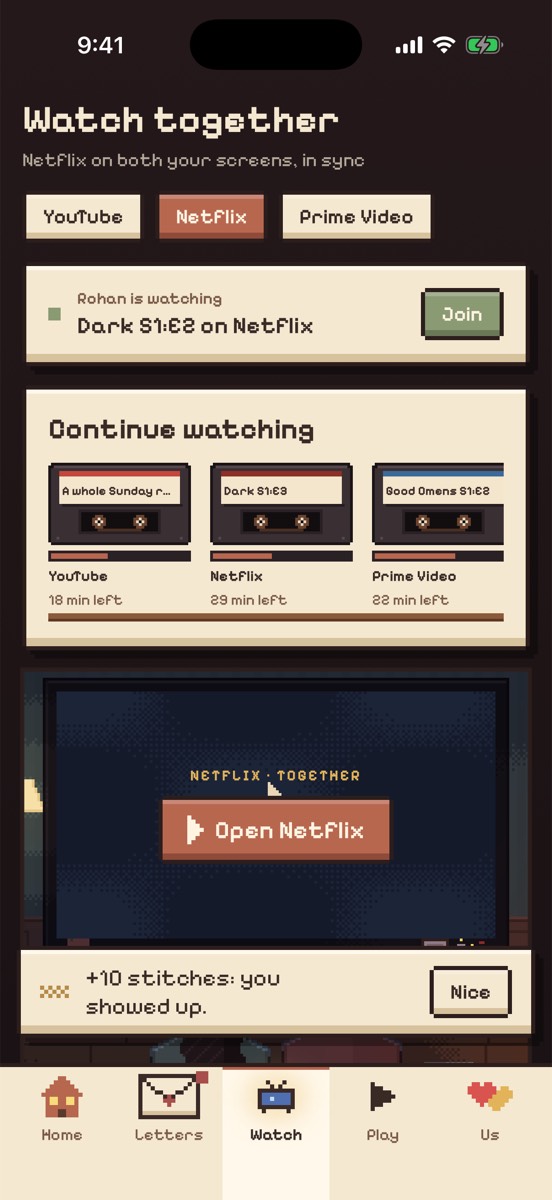 9:41
Watch together
Netflix on both your screens, in sync
YouTube
Netflix
Prime Video
Rohan is watching
Dark S1:E2 on Netflix
Join
Continue watching
A whole Sunday r...
Dark S1:E3
Good Omens S1:E2
YouTube
Netflix
Prime Video
18 min left
29 min left
22 min left
NETFLIX · TOGETHER
Open Netflix
+10 stitches: you
showed up.
Nice
Home
Letters
Watch
Play
Us